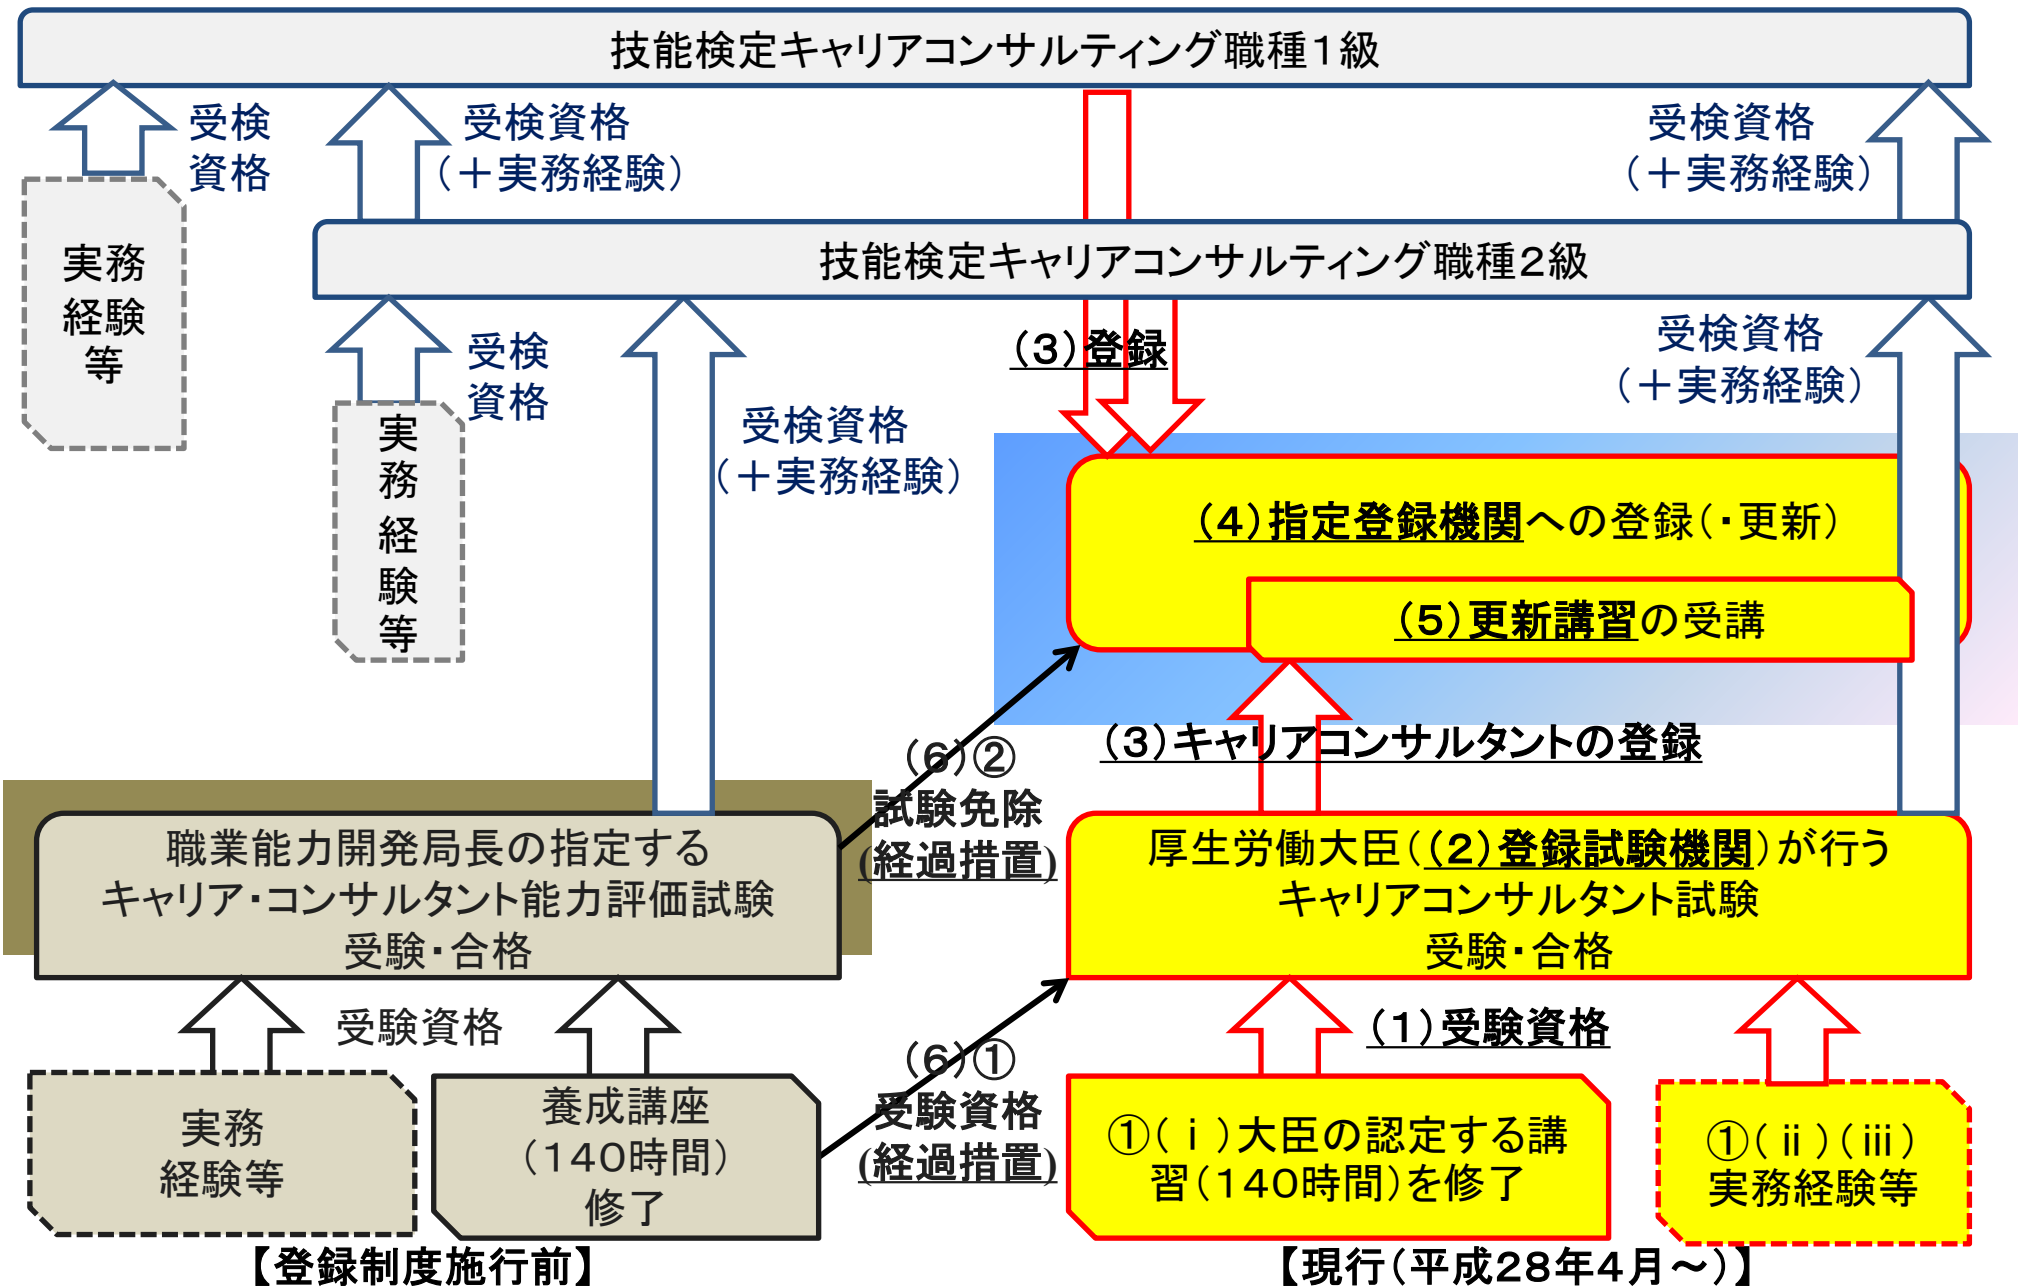 技能検定キャリアコンサルティング職種１級
受検
資格
受検資格
（＋実務経験）
受検資格
（＋実務経験）
実務
経験
等
技能検定キャリアコンサルティング職種２級
受検
資格
(３)登録
受検資格
（＋実務経験）
実
務
経
験
等
受検資格
（＋実務経験）
(４)指定登録機関への登録(・更新)
(５)更新講習の受講
(３)キャリアコンサルタントの登録
(６)②
試験免除
(経過措置)
職業能力開発局長の指定する
キャリア・コンサルタント能力評価試験
受験・合格
厚生労働大臣((２)登録試験機関)が行う
キャリアコンサルタント試験
受験・合格
受験資格
(１)受験資格
(６)①
受験資格
(経過措置)
実務
経験等
養成講座
(140時間)
修了
①(ⅰ)大臣の認定する講
習(140時間)を修了
①(ⅱ)(ⅲ)
実務経験等
【登録制度施行前】
【現行(平成28年4月～)】